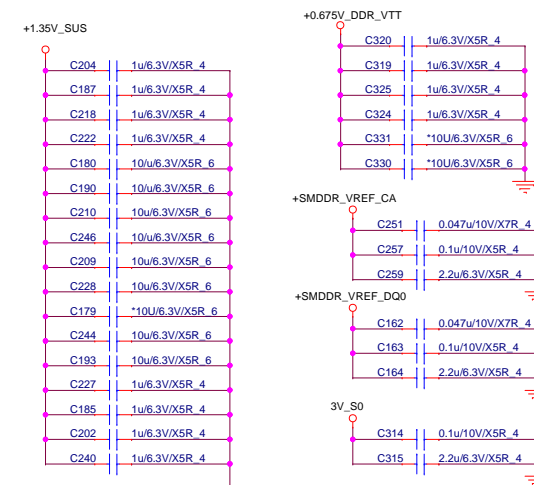 +1.35V_SUS
C204 1u/6.3V/X5R_4
C187 1u/6.3V/X5R_4
C218 1u/6.3V/X5R_4
C222 1u/6.3V/X5R_4
C180 10/u/6.3V/X5R_6
C190 10/u/6.3V/X5R_6
C210 10u/6.3V/X5R_6
C246 10/u/6.3V/X5R_6
C209 10u/6.3V/X5R_6
C228 10u/6.3V/X5R_6
C179 *10U/6.3V/X5R_6
C244 10u/6.3V/X5R_6
C193 10u/6.3V/X5R_6
C227 1u/6.3V/X5R_4
C185 1u/6.3V/X5R_4
C202 1u/6.3V/X5R_4
C240 1u/6.3V/X5R_4
+0.675V_DDR_VTT
C320 1u/6.3V/X5R_4
C319 1u/6.3V/X5R_4
C325 1u/6.3V/X5R_4
C324 1u/6.3V/X5R_4
C331 *10U/6.3V/X5R_6
C330 *10U/6.3V/X5R_6
+SMDDR_VREF_CA
C251 0.047u/10V/X7R_4
C257 0.1u/10V/X5R_4
C259 2.2u/6.3V/X5R_4
+SMDDR_VREF_DQ0
C162 0.047u/10V/X7R_4
C163 0.1u/10V/X5R_4
C164 2.2u/6.3V/X5R_4
3V_S0
C314 0.1u/10V/X5R_4
C315 2.2u/6.3V/X5R_4